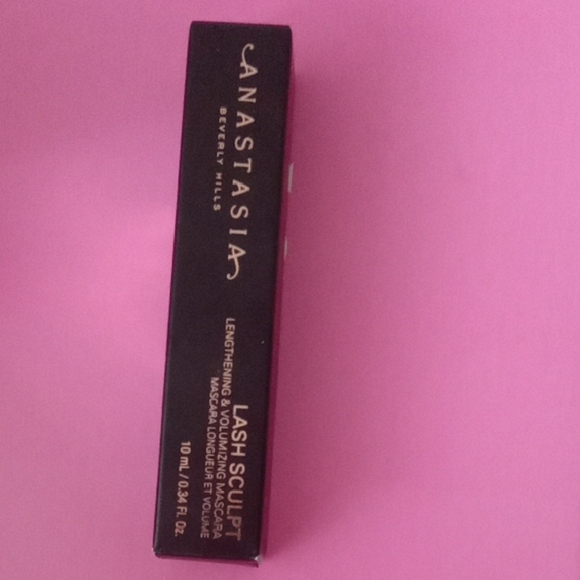 ANASTASIA
BEVERLY HILLS
LASH SCULPT
LENGTHENING & VOLUMIZING MASCARA
MASCARA LONGUEUR ET VOLUME
10 mL / 0.34 Fl. Oz.